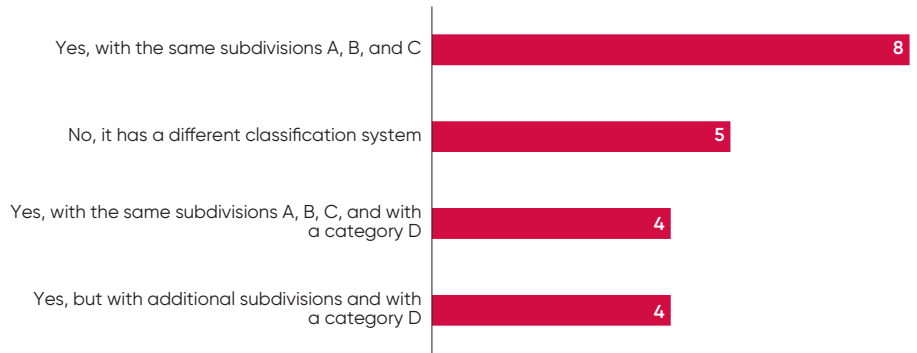 Yes, with the same subdivisions A, B, and C
8
No, it has a different classification system
5
Yes, with the same subdivisions A, B, C, and with
a category D
4
Yes, but with additional subdivisions and with
a category D
4